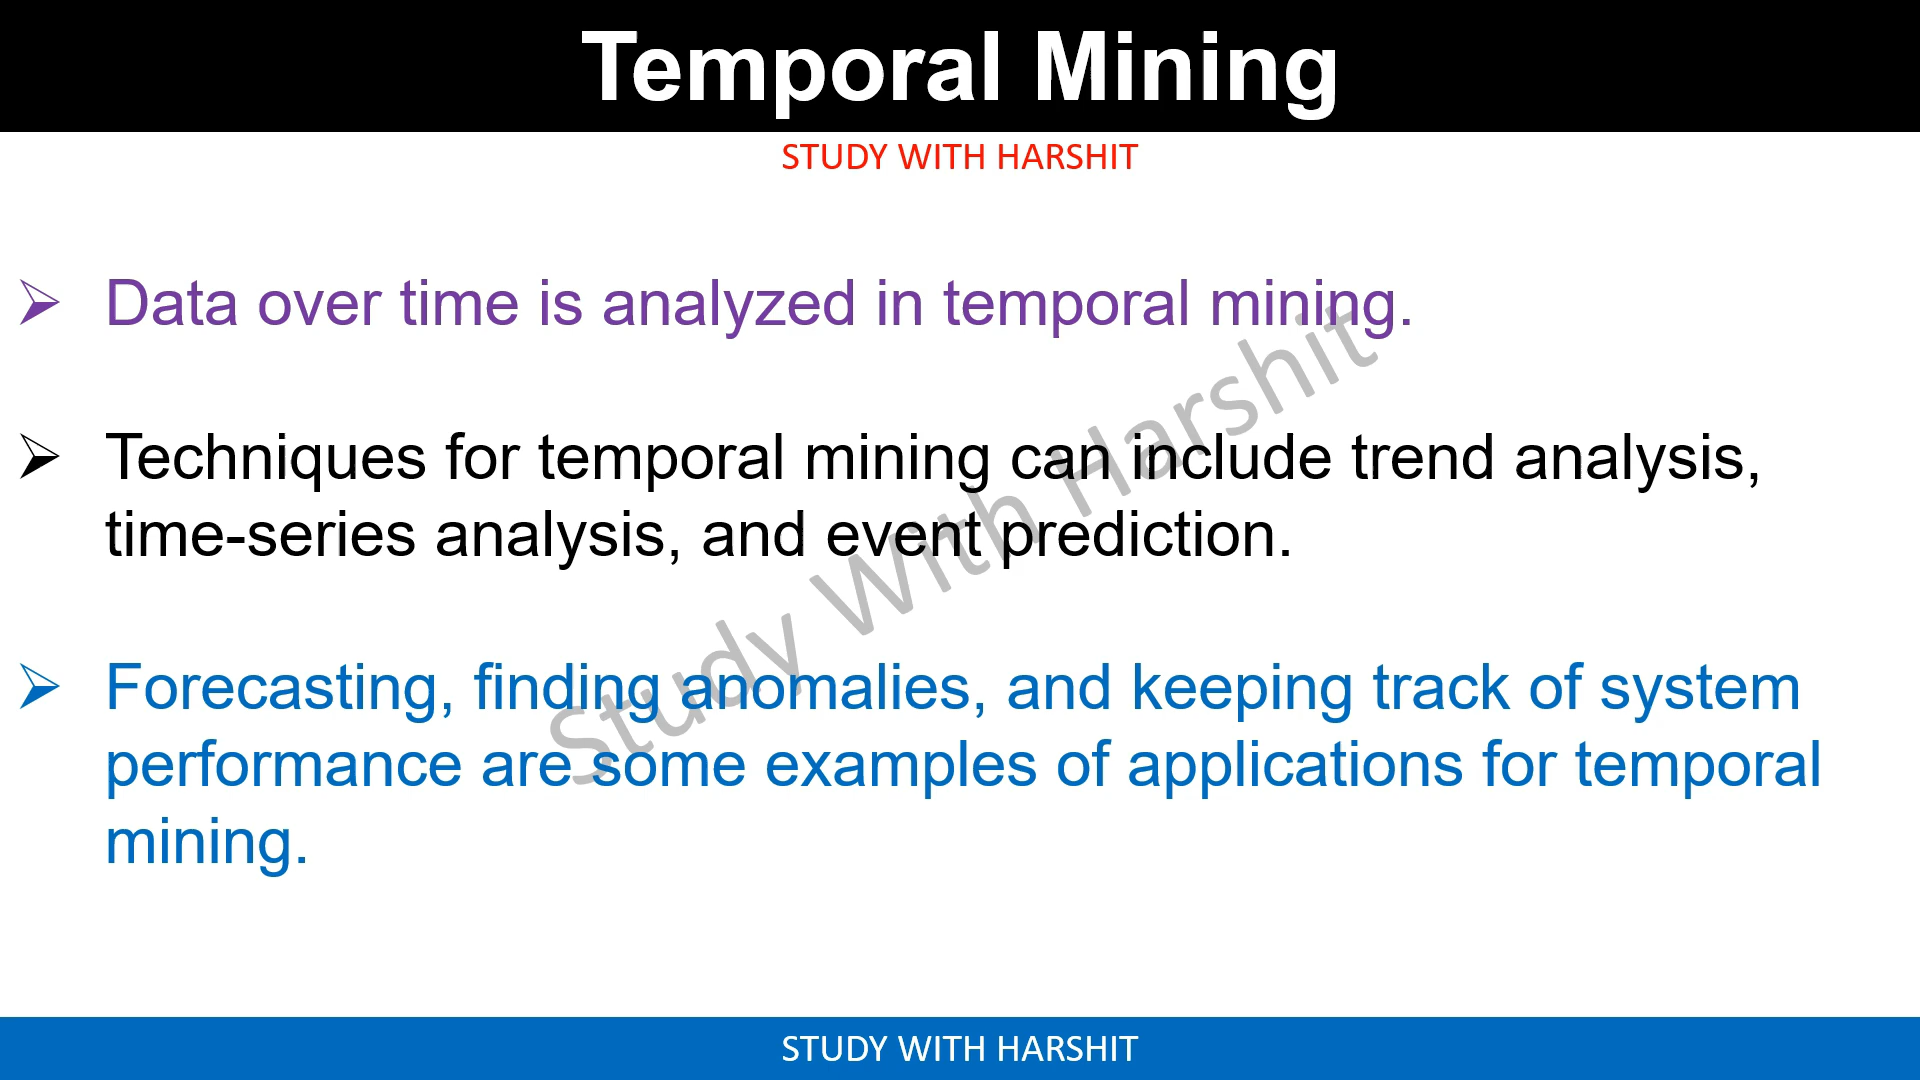 Temporal Mining
STUDY WITH HARSHIT
➢ Data over time is analyzed in temporal mining.
➢ Techniques for temporal mining can include trend analysis,
time-series analysis, and event prediction.
➢ Forecasting, finding anomalies, and keeping track of system
performance are some examples of applications for temporal
mining.
Study With Harshit
STUDY WITH HARSHIT